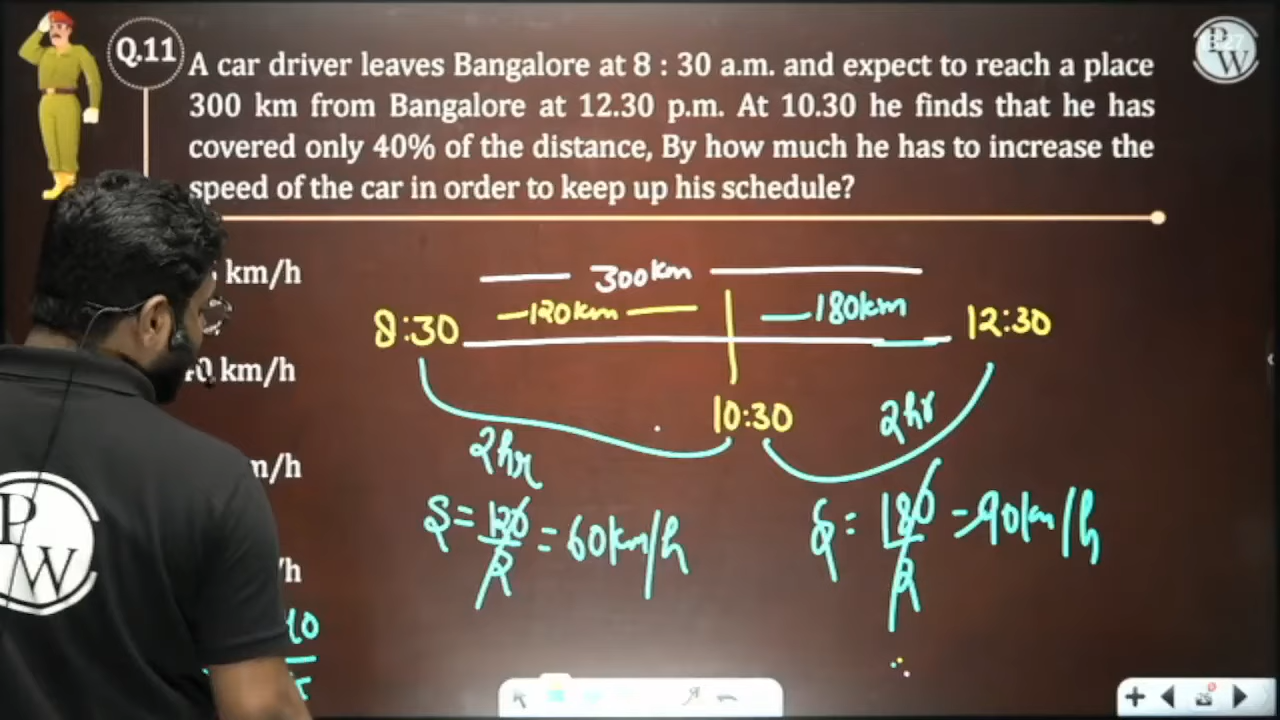 Q.11
A car driver leaves Bangalore at 8 : 30 a.m. and expect to reach a place
300 km from Bangalore at 12.30 p.m. At 10.30 he finds that he has
covered only 40% of the distance, By how much he has to increase the
speed of the car in order to keep up his schedule?
PW
km/h
300km
120km 180km
8:30 12:30
40 km/h
10:30
2hr 2hr
S = 120/2 = 60km/h
S = 180/2 = 90km/h
m/h
/h
PW